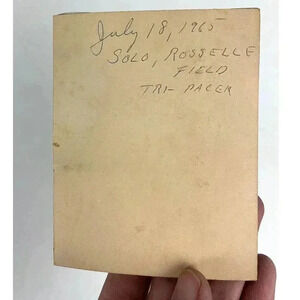 July 18, 1965
SOLO, ROSSELLE
FIELD
TRI-PACER